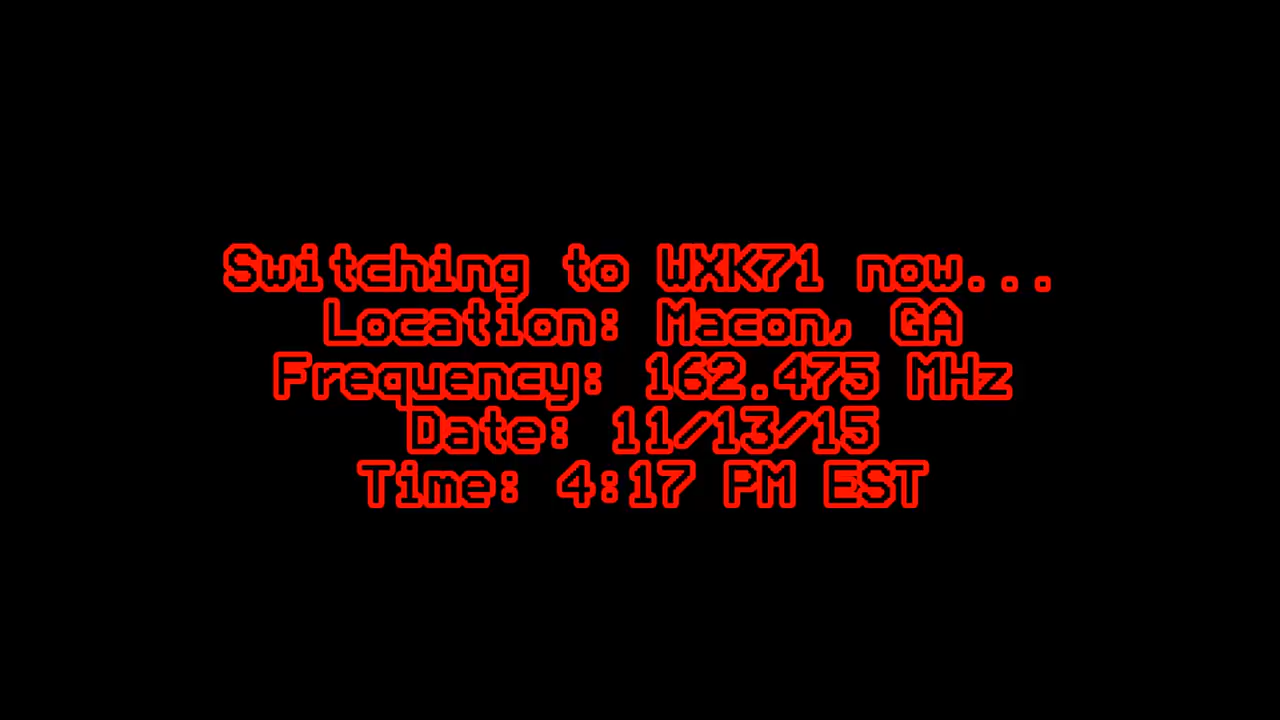 Switching to WXK71 now...
Location: Macon, GA
Frequency: 162.475 MHz
Date: 11/13/15
Time: 4:17 PM EST